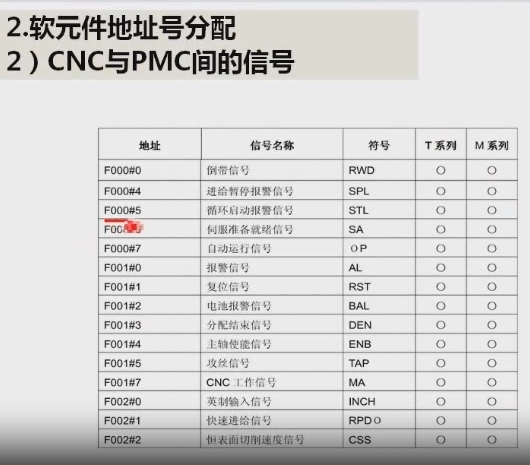 2.软元件地址号分配
2）CNC与PMC间的信号
地址 信号名称 符号 T 系列 M 系列
F000#0 倒带信号 RWD O O
F000#4 进给暂停报警信号 SPL O O
F000#5 循环启动报警信号 STL O O
伺服准备就绪信号 SA O O
F000#7 自动运行信号 OP O O
F001#0 报警信号 AL O O
F001#1 复位信号 RST O O
F001#2 电池报警信号 BAL O O
F001#3 分配结束信号 DEN O O
F001#4 主轴使能信号 ENB O O
F001#5 攻丝信号 TAP O O
F001#7 CNC 工作信号 MA O O
F002#0 英制输入信号 INCH O O
F002#1 快速进给信号 RPDO O O
F002#2 恒表面切削速度信号 CSS O O